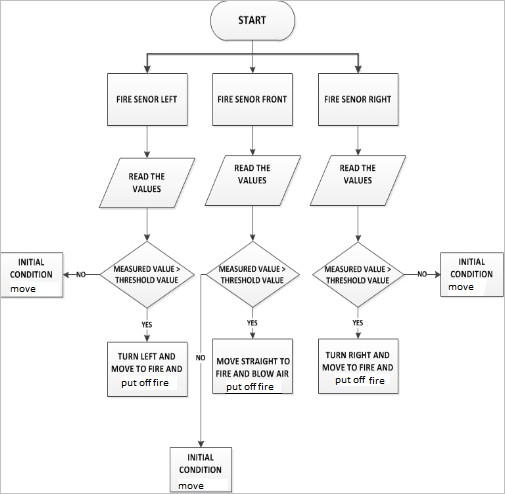 START
FIRE SENOR LEFT
FIRE SENOR FRONT
FIRE SENOR RIGHT
READ THE
VALUES
READ THE
VALUES
READ THE
VALUES
INITIAL
CONDITION
move
NO
MEASURED VALUE >
THRESHOLD VALUE
MEASURED VALUE >
THRESHOLD VALUE
MEASURED VALUE >
THRESHOLD VALUE
NO
INITIAL
CONDITION
move
YES
YES
YES
NO
TURN LEFT AND
MOVE TO FIRE AND
put off fire
MOVE STRAIGHT TO
FIRE AND BLOW AIR
put off fire
TURN RIGHT AND
MOVE TO FIRE AND
put off fire
INITIAL
CONDITION
move